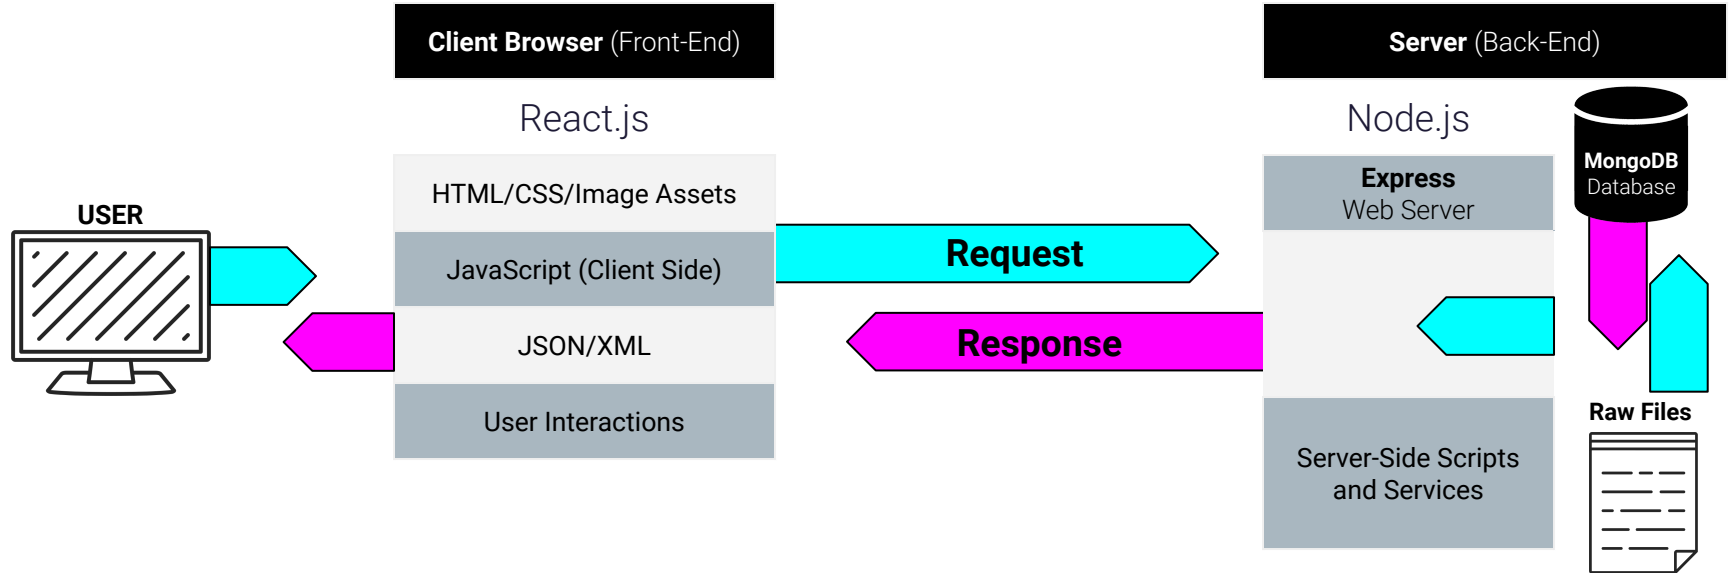 Client Browser (Front-End)
Server (Back-End)
React.js
Node.js
USER
HTML/CSS/Image Assets
JavaScript (Client Side)
JSON/XML
User Interactions
Request
Response
Express
Web Server
Server-Side Scripts
and Services
MongoDB
Database
Raw Files